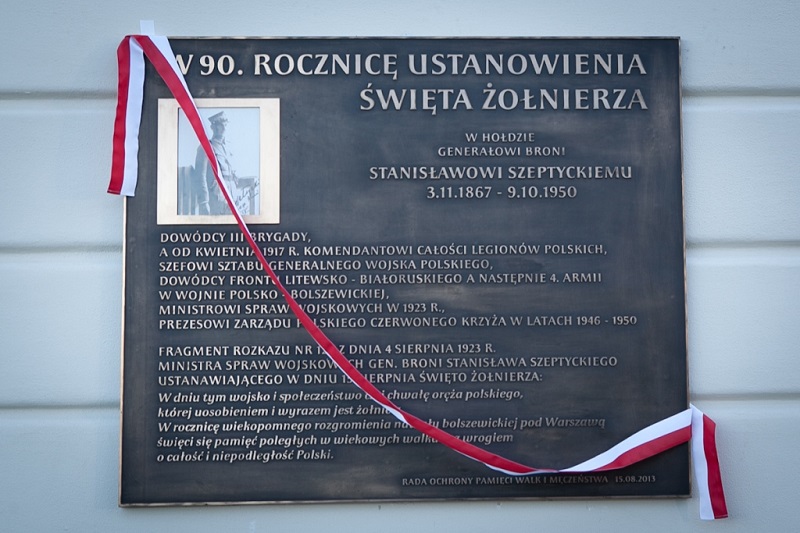 W 90. ROCZNICĘ USTANOWIENIA
ŚWIĘTA ŻOŁNIERZA
W HOŁDZIE
GENERAŁOWI BRONI
STANISŁAWOWI SZEPTYCKIEMU
3.11.1867 - 9.10.1950
DOWÓDCY III BRYGADY,
A OD KWIETNIA 1917 R. KOMENDANTOWI CAŁOŚCI LEGIONÓW POLSKICH,
SZEFOWI SZTABU GENERALNEGO WOJSKA POLSKIEGO,
DOWÓDCY FRONTU LITEWSKO - BIAŁORUSKIEGO A NASTĘPNIE 4. ARMII
W WOJNIE POLSKO - BOLSZEWICKIEJ,
MINISTROWI SPRAW WOJSKOWYCH W 1923 R.,
PREZESOWI ZARZĄDU POLSKIEGO CZERWONEGO KRZYŻA W LATACH 1946 - 1950
FRAGMENT ROZKAZU NR Z DNIA 4 SIERPNIA 1923 R.
MINISTRA SPRAW WOJSKOWYCH GEN. BRONI STANISŁAWA SZEPTYCKIEGO
USTANAWIAJĄCEGO W DNIU SIERPNIA ŚWIĘTO ŻOŁNIERZA:
W dniu tym wojsko i społeczeństwo chwałę oręża polskiego,
której uosobieniem i wyrazem jest żołnierz.
W rocznicę wiekopomnego rozgromienia nawały bolszewickiej pod Warszawą
święci się pamięć poległych w wiekowych walkach z wrogiem
o całość i niepodległość Polski.
RADA OCHRONY PAMIĘCI WALK I MĘCZEŃSTWA 15.08.2013